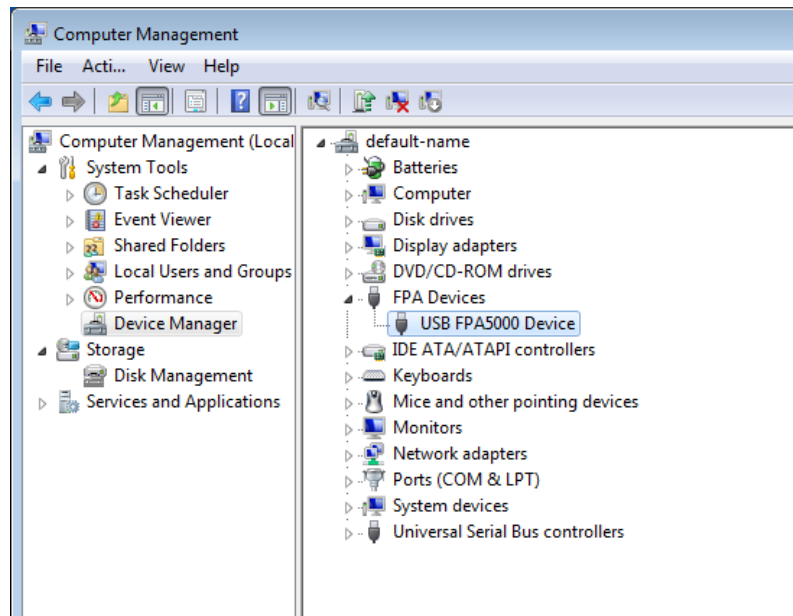 Computer Management
File Acti... View Help
Computer Management (Local
System Tools
Task Scheduler
Event Viewer
Shared Folders
Local Users and Groups
Performance
Device Manager
Storage
Disk Management
Services and Applications
default-name
Batteries
Computer
Disk drives
Display adapters
DVD/CD-ROM drives
FPA Devices
USB FPA5000 Device
IDE ATA/ATAPI controllers
Keyboards
Mice and other pointing devices
Monitors
Network adapters
Ports (COM & LPT)
System devices
Universal Serial Bus controllers